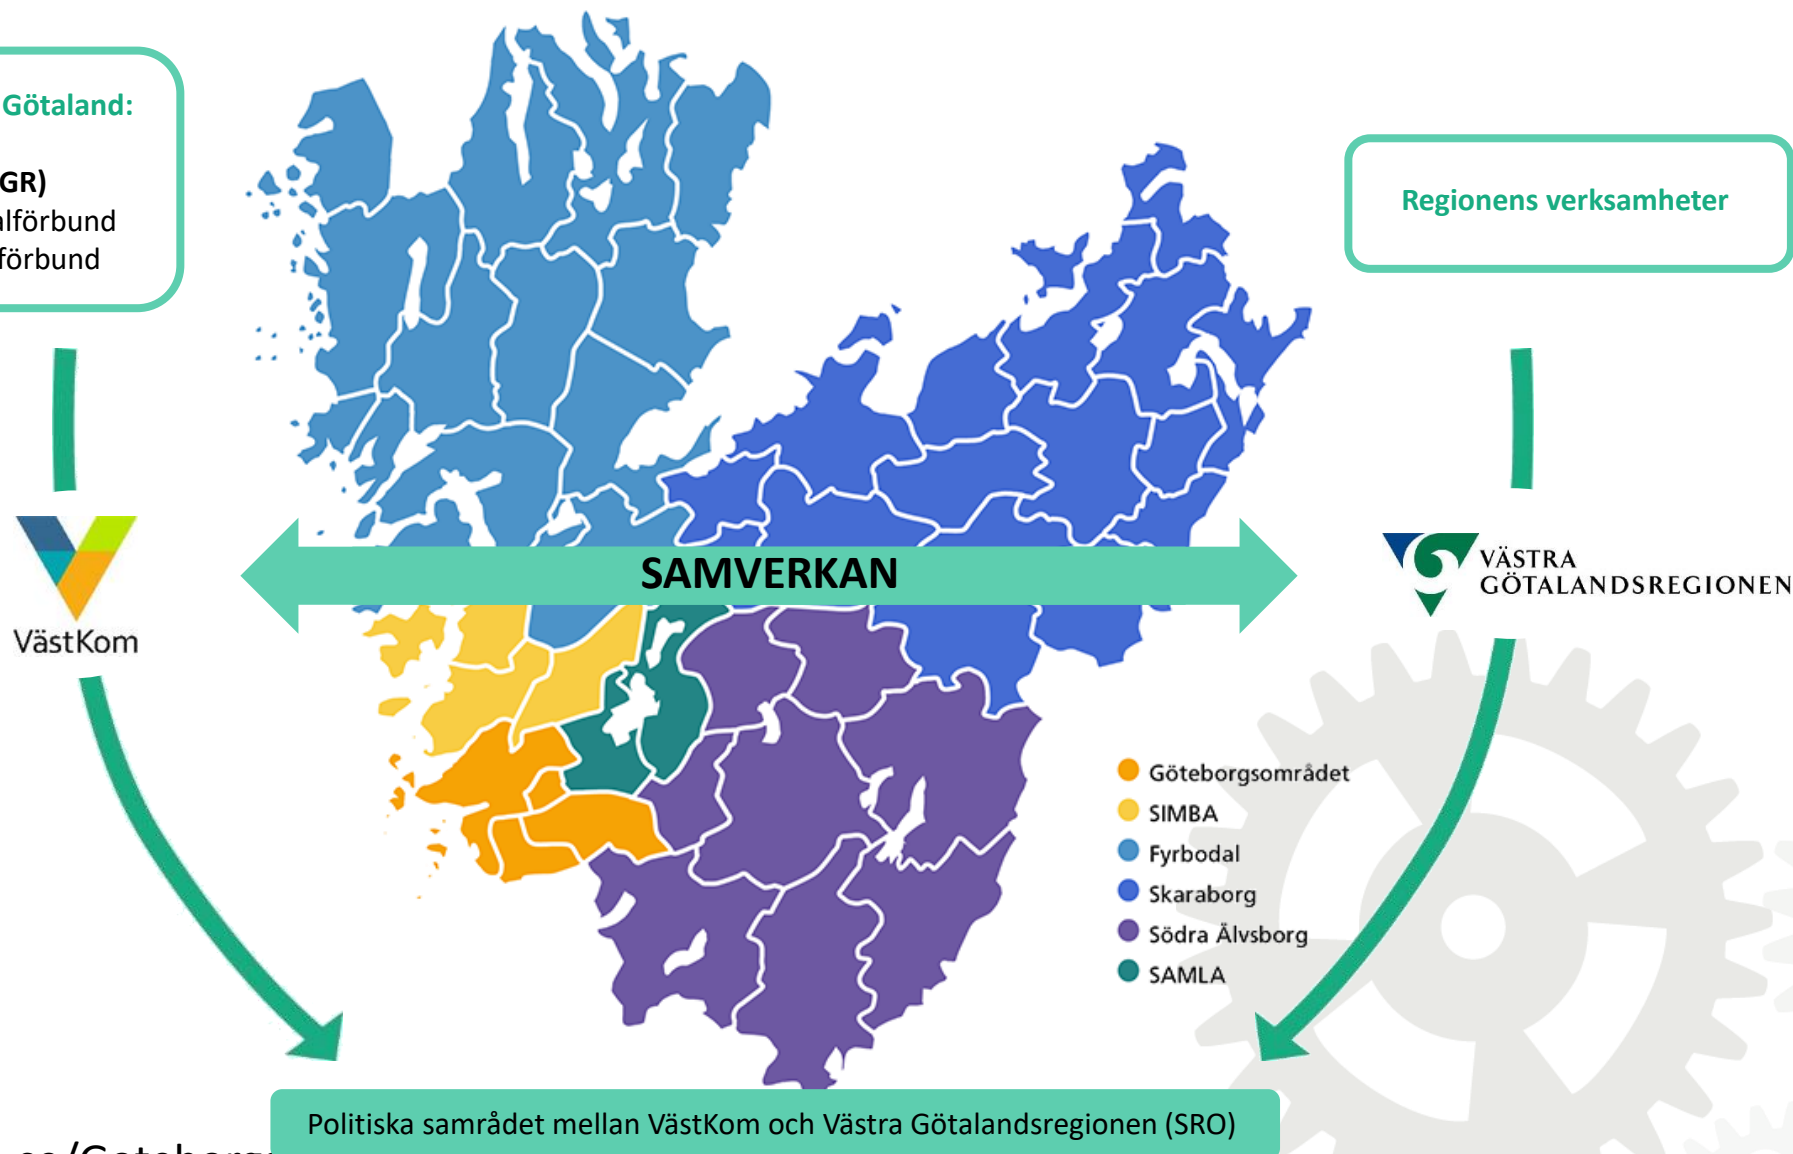 Götaland:
GR)
alförbund
förbund
Regionens verksamheter
SAMVERKAN
VästKom
VÄSTRA
GÖTALANDSREGIONEN
Göteborgsområdet
SIMBA
Fyrbodal
Skaraborg
Södra Älvsborg
SAMLA
Politiska samrådet mellan VästKom och Västra Götalandsregionen (SRO)